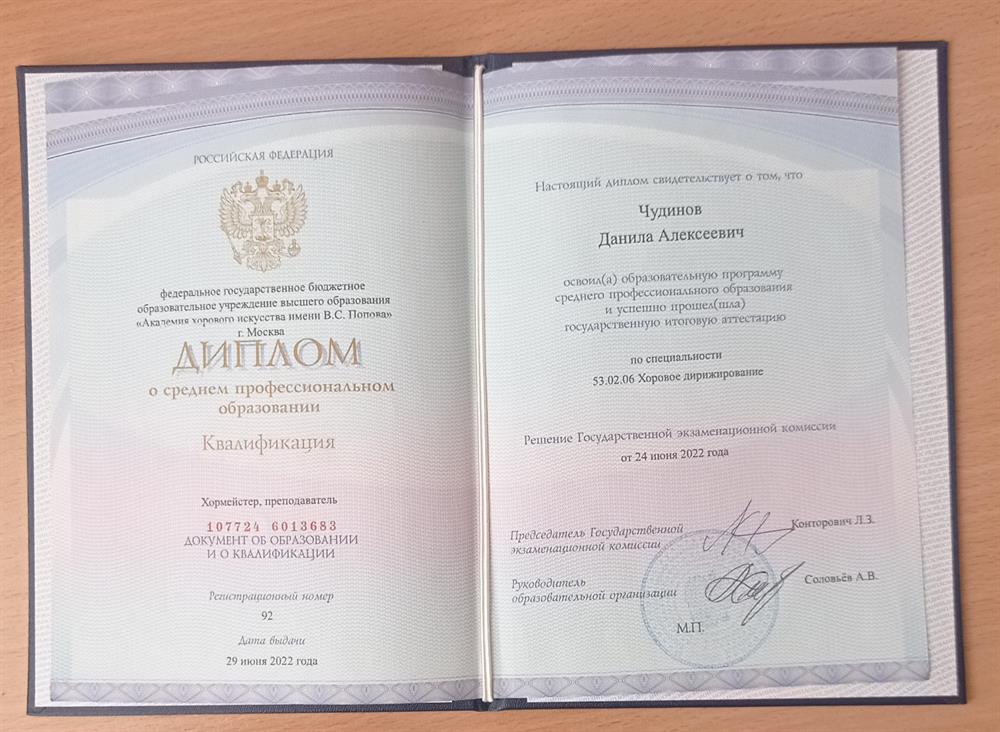 РОССИЙСКАЯ ФЕДЕРАЦИЯ
федеральное государственное бюджетное
образовательное учреждение высшего образования
«Академия хорового искусства имени В.С. Попова»
г. Москва
ДИПЛОМ
о среднем профессиональном
образовании
Квалификация
Хормейстер, преподаватель
107724 6013683
ДОКУМЕНТ ОБ ОБРАЗОВАНИИ
И О КВАЛИФИКАЦИИ
Регистрационный номер
92
Дата выдачи
29 июня 2022 года
Настоящий диплом свидетельствует о том, что
Чудинов
Данила Алексеевич
освоил(а) образовательную программу
среднего профессионального образования
и успешно прошел(шла)
государственную итоговую аттестацию
по специальности
53.02.06 Хоровое дирижирование
Решение Государственной экзаменационной комиссии
от 24 июня 2022 года
Председатель Государственной
экзаменационной комиссии
Конторович Л.З.
Руководитель
образовательной организации
Соловьёв А.В.
М.П.